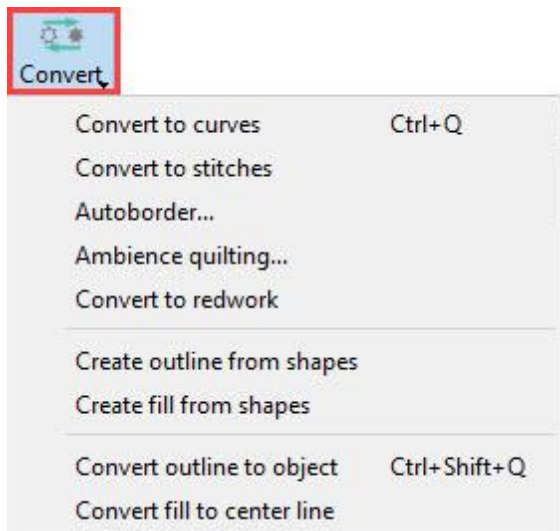 Convert
Convert to curves Ctrl+Q
Convert to stitches
Autoborder...
Ambience quilting...
Convert to redwork
Create outline from shapes
Create fill from shapes
Convert outline to object Ctrl+Shift+Q
Convert fill to center line